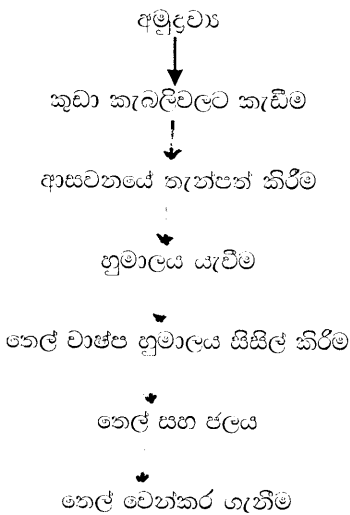 අමුද්‍රව්‍ය
කුඩා කැබලිවලට කැඩීම
ආසවනයේ තැන්පත් කිරීම
හුමාලය යැවීම
තෙල් වාෂ්ප හුමාලය සිසිල් කිරිම
තෙල් සහ ජලය
තෙල් වෙන්කර ගැනීම